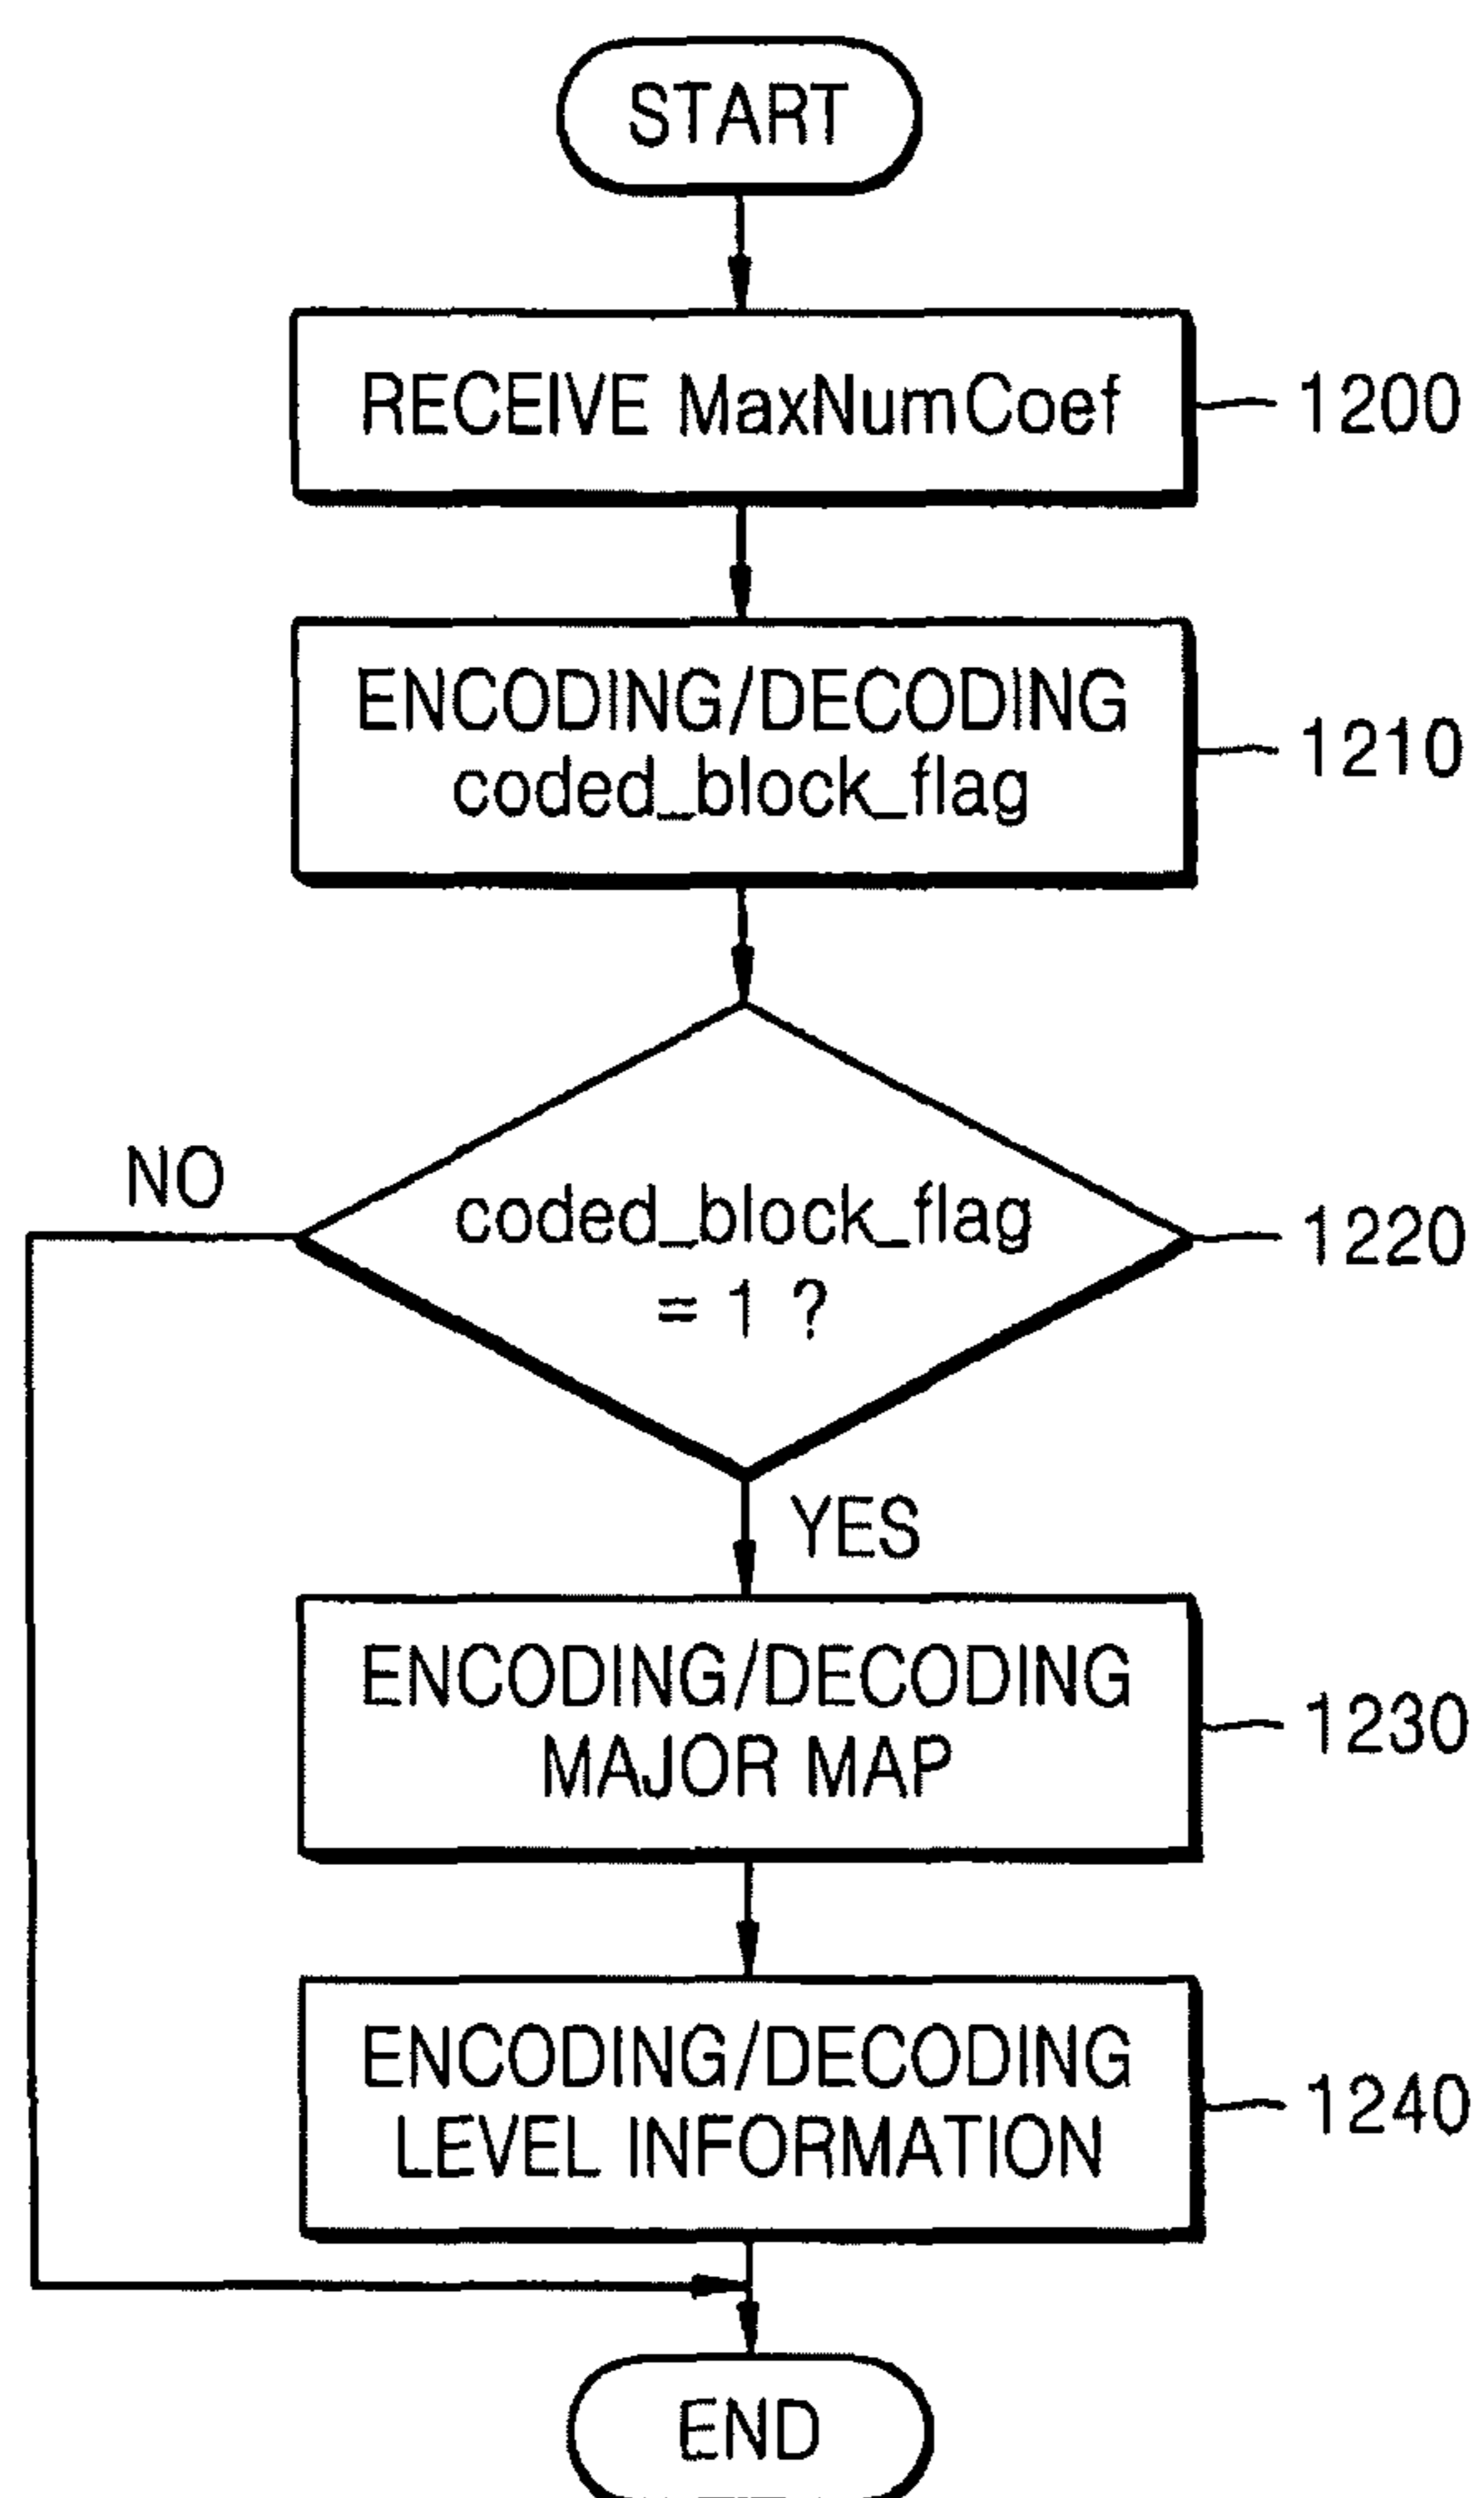 START
RECEIVE MaxNumCoef
1200
ENCODING/DECODING
coded_block_flag
1210
NO
coded_block_flag
= 1 ?
1220
YES
ENCODING/DECODING
MAJOR MAP
1230
ENCODING/DECODING
LEVEL INFORMATION
1240
END